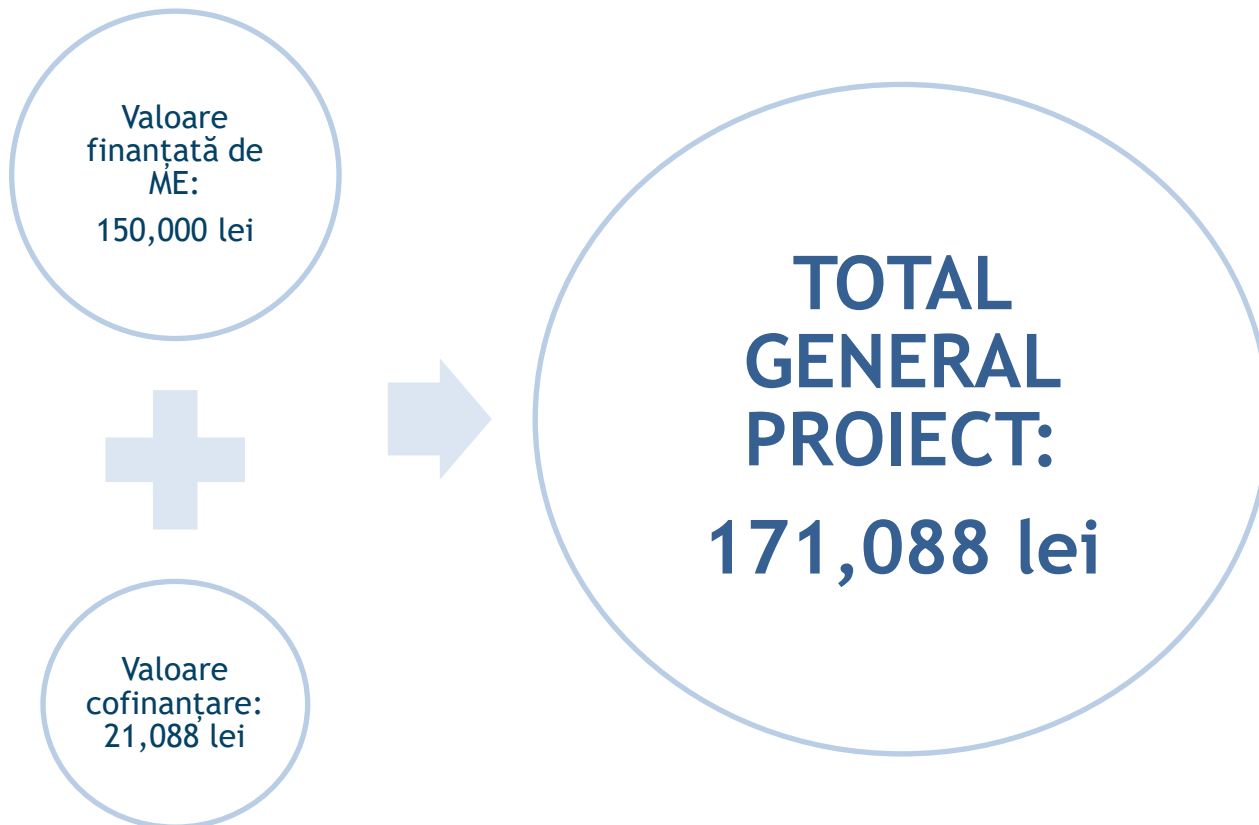 Valoare
finanțată de
ME:
150,000 lei
Valoare
cofinanțare:
21,088 lei
TOTAL
GENERAL
PROIECT:
171,088 lei